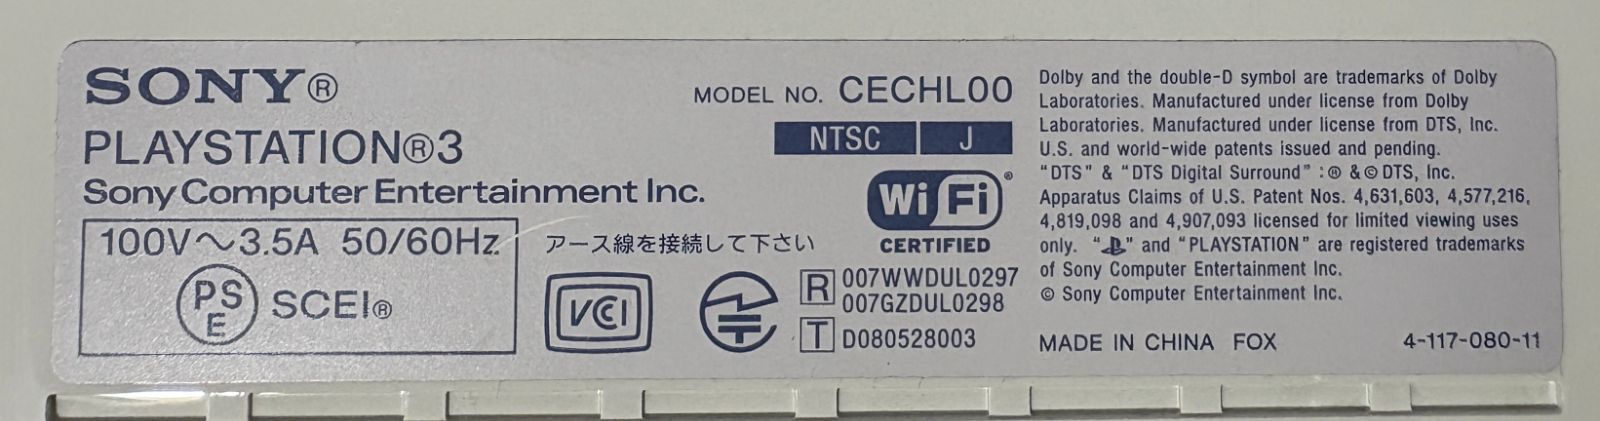 SONY®
PLAYSTATION®3
Sony Computer Entertainment Inc.
100V～3.5A 50/60Hz
PS
E
SCEI®
MODEL NO. CECHL00
NTSC J
Wi Fi®
CERTIFIED
アース線を接続して下さい
VCCI
R 007WWDUL0297
007GZDUL0298
T D080528003
Dolby and the double-D symbol are trademarks of Dolby
Laboratories. Manufactured under license from Dolby
Laboratories. Manufactured under license from DTS, Inc.
U.S. and world-wide patents issued and pending.
"DTS" & "DTS Digital Surround" : ® & © DTS, Inc.
Apparatus Claims of U.S. Patent Nos. 4,631,603, 4,577,216,
4,819,098 and 4,907,093 licensed for limited viewing uses
only. " " and "PLAYSTATION" are registered trademarks
of Sony Computer Entertainment Inc.
© Sony Computer Entertainment Inc.
MADE IN CHINA FOX 4-117-080-11